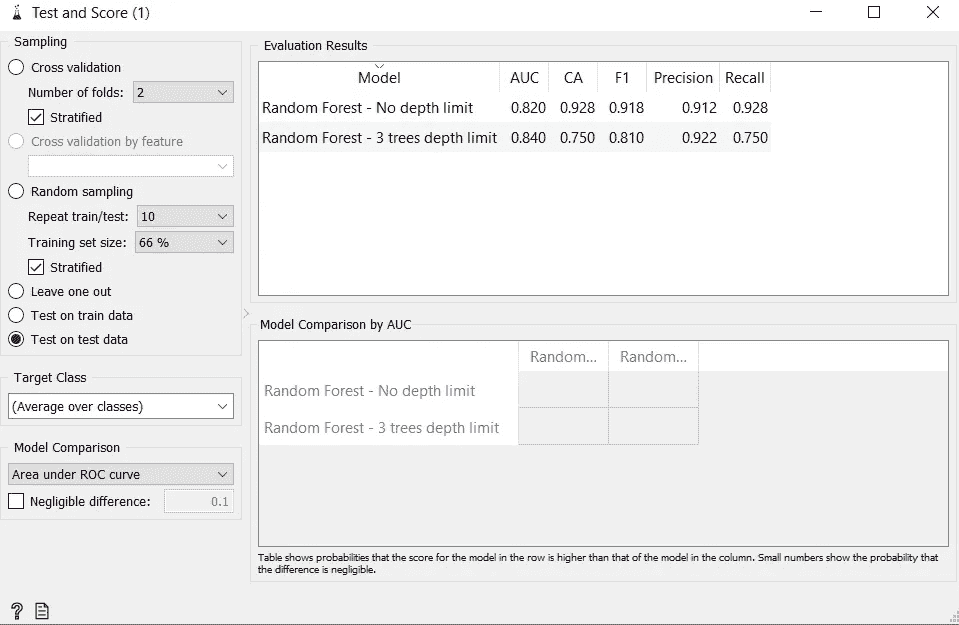 Test and Score (1)
Sampling
Cross validation
Number of folds: 2
Stratified
Cross validation by feature
Random sampling
Repeat train/test: 10
Training set size: 66 %
Stratified
Leave one out
Test on train data
Test on test data
Target Class
(Average over classes)
Model Comparison
Area under ROC curve
Negligible difference: 0.1
Evaluation Results
Model AUC CA F1 Precision Recall
Random Forest - No depth limit 0.820 0.928 0.918 0.912 0.928
Random Forest - 3 trees depth limit 0.840 0.750 0.810 0.922 0.750
Model Comparison by AUC
Random... Random...
Random Forest - No depth limit
Random Forest - 3 trees depth limit
Table shows probabilities that the score for the model in the row is higher than that of the model in the column. Small numbers show the probability that
the difference is negligible.
?